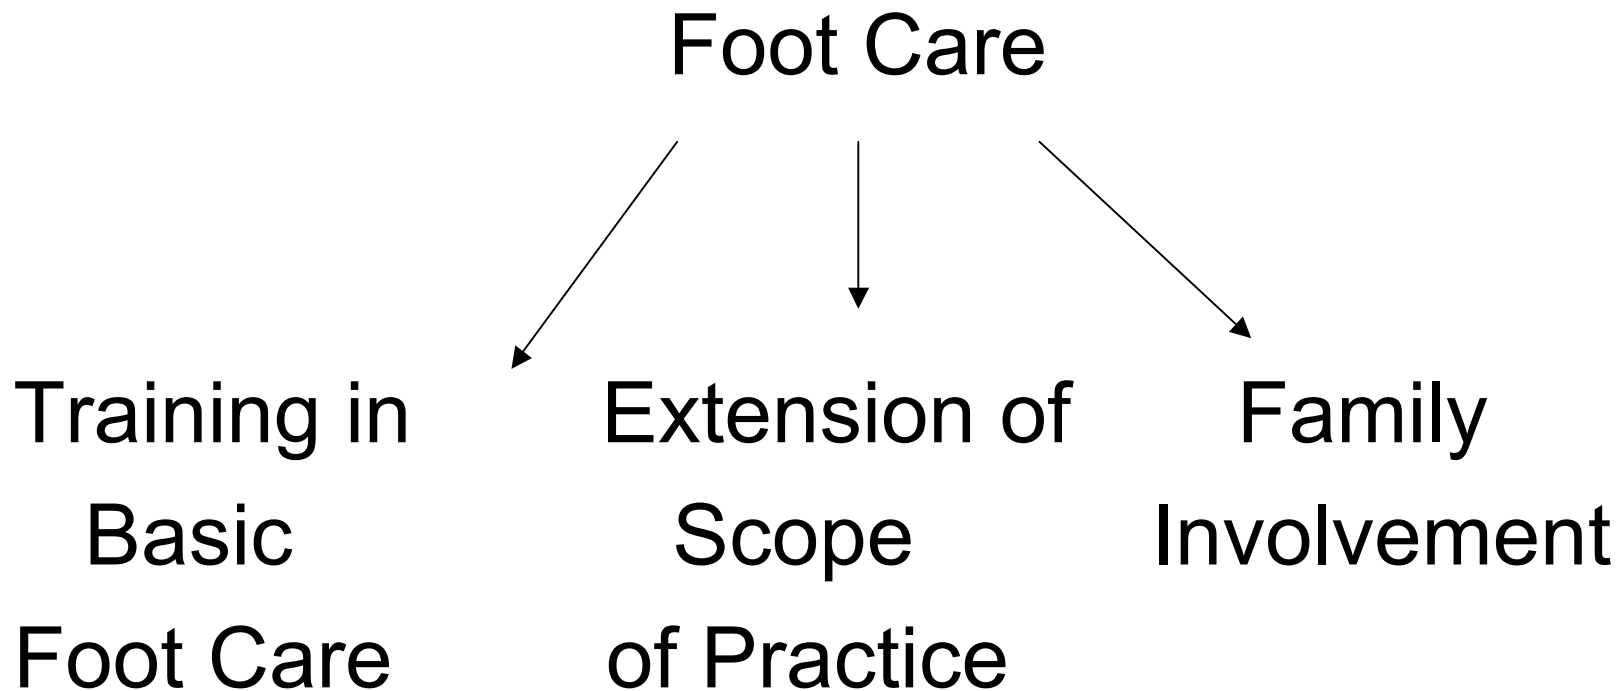 Foot Care
Training in
Basic
Foot Care
Extension of
Scope
of Practice
Family
Involvement